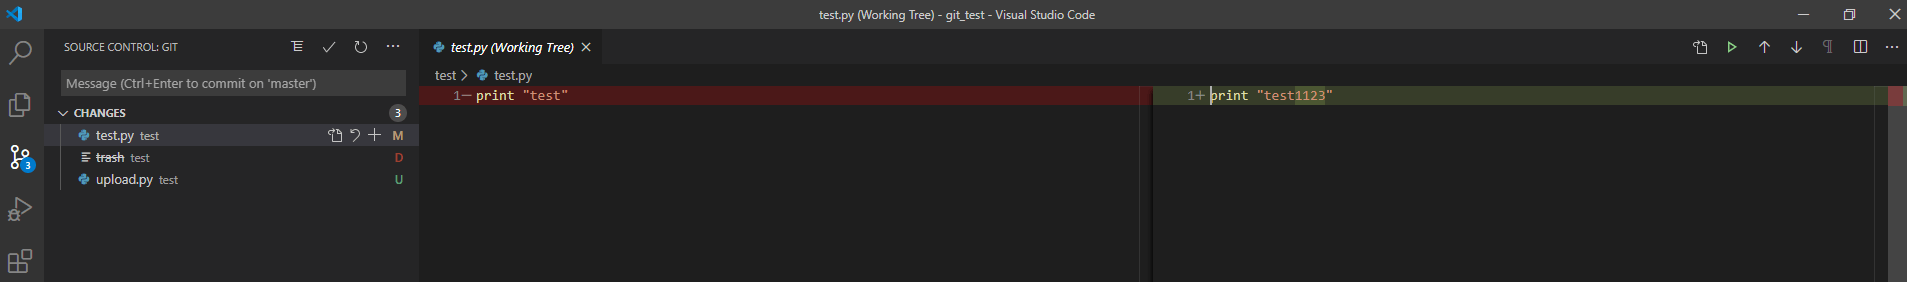 test.py (Working Tree) - git_test - Visual Studio Code
SOURCE CONTROL: GIT
test.py (Working Tree)
Message (Ctrl+Enter to commit on 'master')
test > test.py
CHANGES 3
1− print "test"
1+ print "test1123"
test.py test M
trash test D
3
upload.py test U